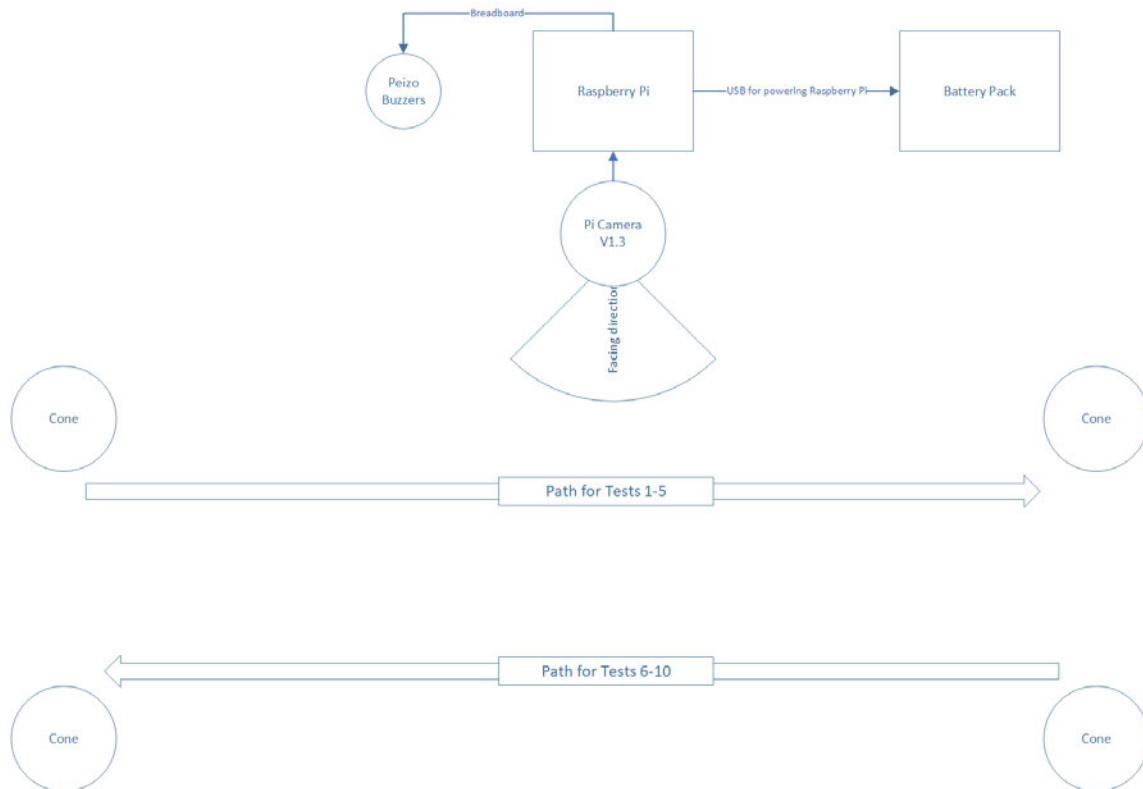 Breadboard
Peizo
Buzzers
Raspberry Pi
USB for powering Raspberry Pi
Battery Pack
Pi Camera
V1.3
Facing direction
Cone
Cone
Path for Tests 1-5
Path for Tests 6-10
Cone
Cone